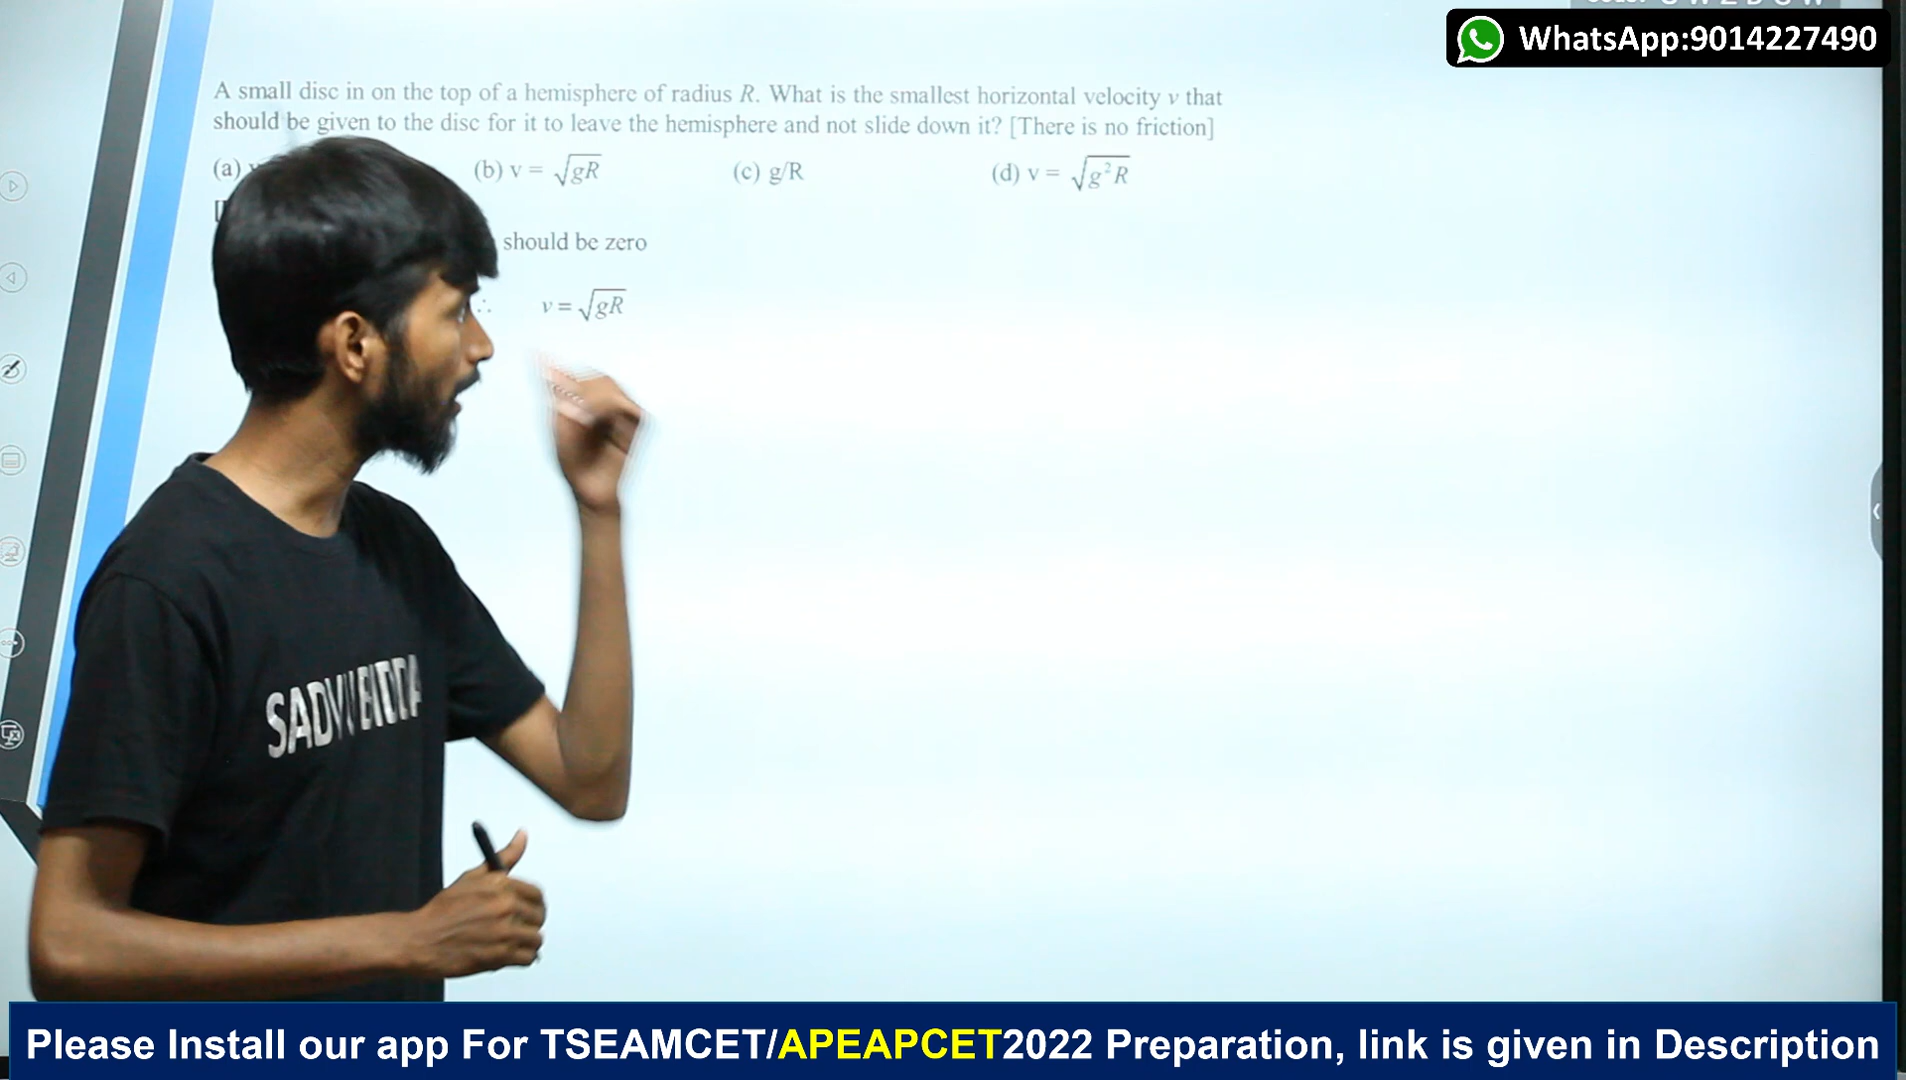 WhatsApp:9014227490
A small disc in on the top of a hemisphere of radius R. What is the smallest horizontal velocity v that
should be given to the disc for it to leave the hemisphere and not slide down it? [There is no friction]
(a) (b) v = √gR (c) g/R (d) v = √g²R
should be zero
∴ v = √gR
SADVU BIDDA
Please Install our app For TSEAMCET/APEAPCET2022 Preparation, link is given in Description